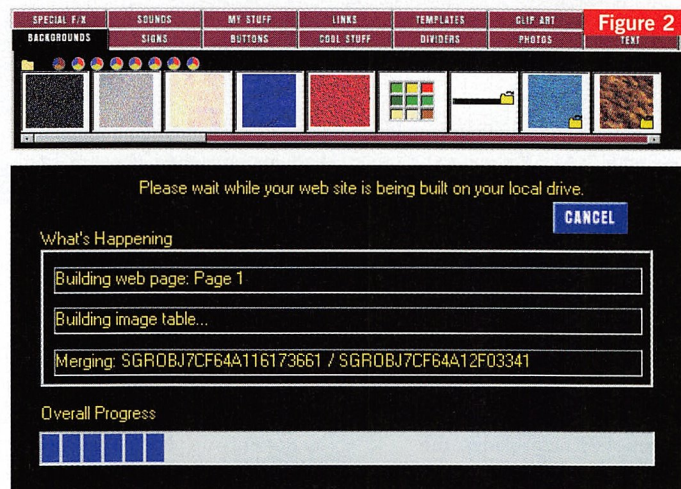 SPECIAL F/X SOUNDS MY STUFF LINKS TEMPLATES CLIP ART
Figure 2
BACKGROUNDS SIGNS BUTTONS COOL STUFF DIVIDERS PHOTOS TEXT
Please wait while your web site is being built on your local drive.
CANCEL
What's Happening
Building web page: Page 1
Building image table...
Merging: SGROBJ7CF64A116173661 / SGROBJ7CF64A12F03341
Overall Progress